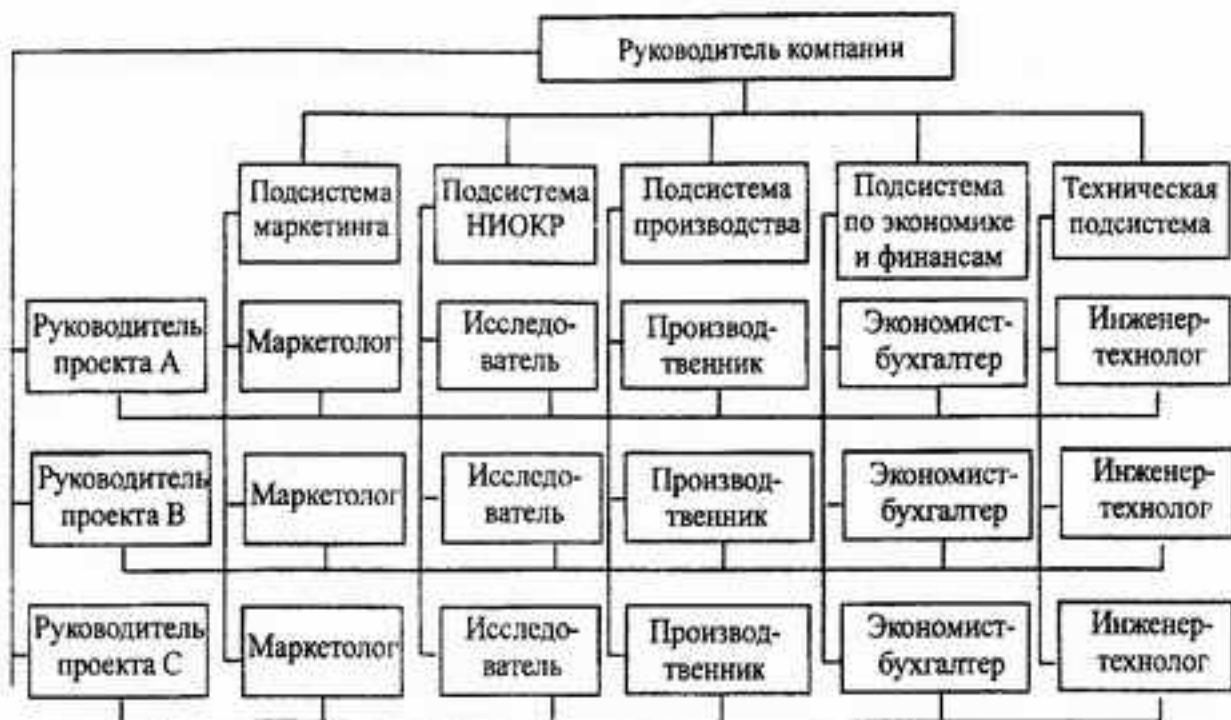 Руководитель компании
Подсистема
маркетинга
Подсистема
НИОКР
Подсистема
производства
Подсистема
по экономике
и финансам
Техническая
подсистема
Руководитель
проекта А
Маркетолог
Исследо-
ватель
Производ-
твенник
Экономист-
бухгалтер
Инженер-
технолог
Руководитель
проекта В
Маркетолог
Исследо-
ватель
Производ-
твенник
Экономист-
бухгалтер
Инженер-
технолог
Руководитель
проекта С
Маркетолог
Исследо-
ватель
Производ-
твенник
Экономист-
бухгалтер
Инженер-
технолог